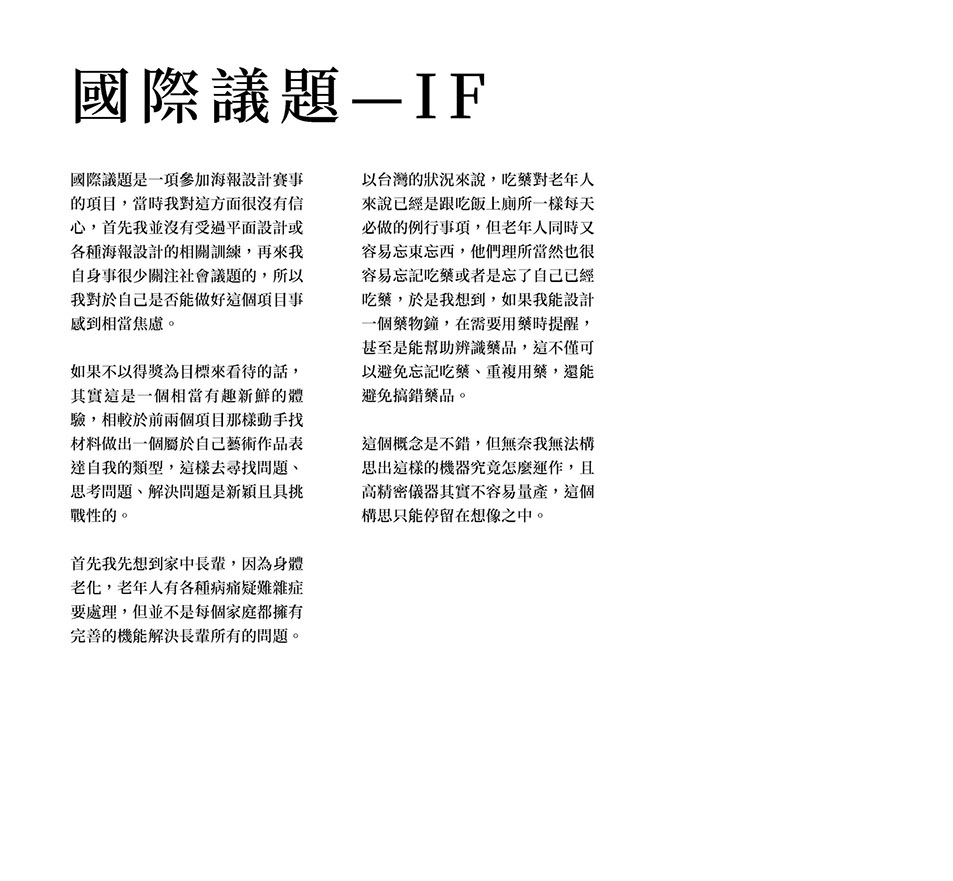 國際議題—IF
國際議題是一項參加海報設計賽事
的項目，當時我對這方面很沒有信
心，首先我並沒有受過平面設計或
各種海報設計的相關訓練，再來我
自身事很少關注社會議題的，所以
我對於自己是否能做好這個項目事
感到相當焦慮。
如果不以得獎為目標來看待的話，
其實這是一個相當有趣新鮮的體
驗，相較於前兩個項目那樣動手找
材料做出一個屬於自己藝術作品表
達自我的類型，這樣去尋找問題、
思考問題、解決問題是新穎且具挑
戰性的。
首先我先想到家中長輩，因為身體
老化，老年人有各種病痛疑難雜症
要處理，但並不是每個家庭都擁有
完善的機能解決長輩所有的問題。
以台灣的狀況來說，吃藥對老年人
來說已經是跟吃飯上廁所一樣每天
必做的例行事項，但老年人同時又
容易忘東忘西，他們理所當然也很
容易忘記吃藥或者是忘了自己已經
吃藥，於是我想到，如果我能設計
一個藥物鐘，在需要用藥時提醒，
甚至是能幫助辨識藥品，這不僅可
以避免忘記吃藥、重複用藥，還能
避免搞錯藥品。
這個概念是不錯，但無奈我無法構
思出這樣的機器究竟怎麼運作，且
高精密儀器其實不容易量產，這個
構思只能停留在想像之中。